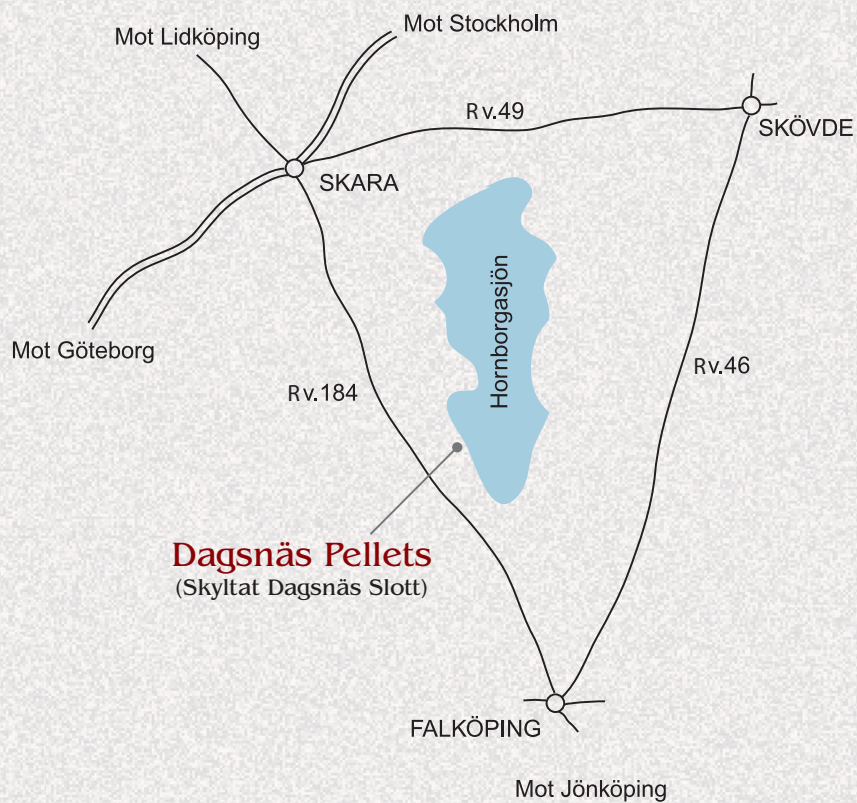 Mot Lidköping
Mot Stockholm
Rv.49
SKÖVDE
SKARA
Hornborgasjön
Mot Göteborg
Rv.184
Rv.46
Dagsnäs Pellets
(Skyltat Dagsnäs Slott)
FALKÖPING
Mot Jönköping